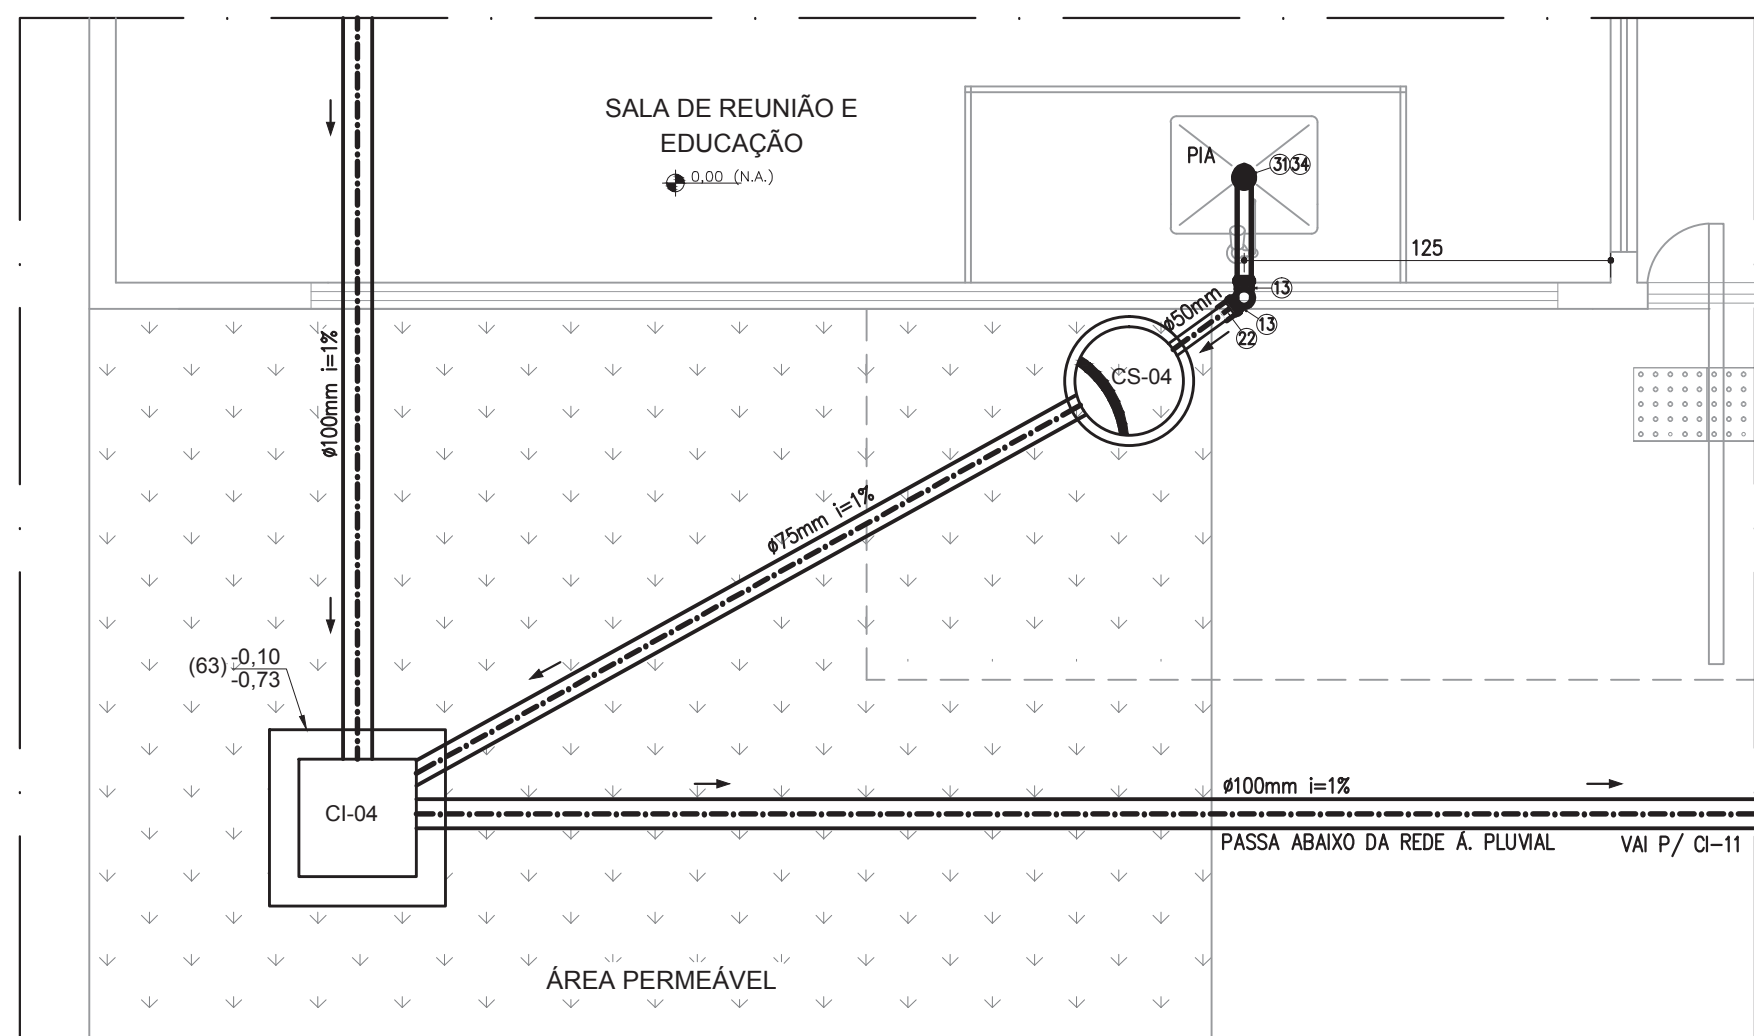 SALA DE REUNIÃO E
EDUCAÇÃO
0,00 (N.A.)
PIA
31 34
125
13
ø50mm
13
22
CS-04
ø100mm i=1%
ø75mm i=1%
(63) -0,10
-0,73
CI-04
ø100mm i=1%
PASSA ABAIXO DA REDE Á. PLUVIAL
VAI P/ CI-11
ÁREA PERMEÁVEL